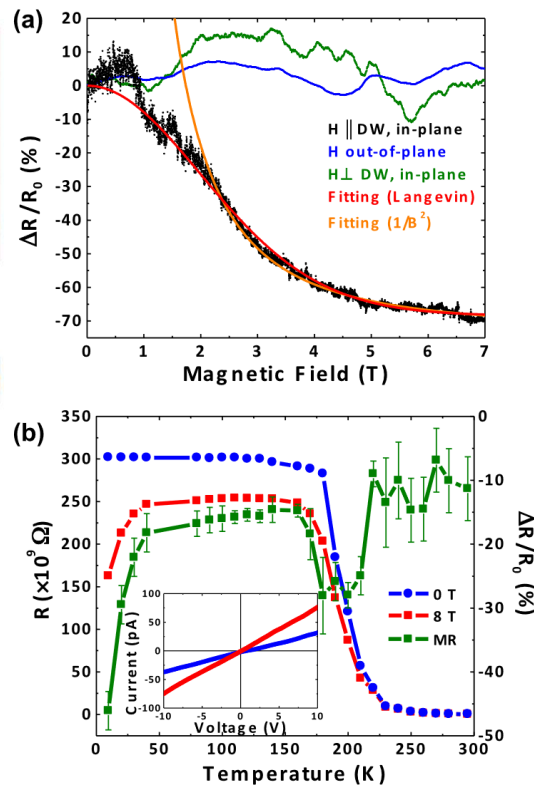 (a)
20
10
0
-10
-20
-30
-40
-50
-60
-70
ΔR/R0 (%)
H || DW, in-plane
H out-of-plane
H⊥ DW, in-plane
Fitting (Langevin)
Fitting (1/B²)
0 1 2 3 4 5 6 7
Magnetic Field (T)
(b)
350
300
250
200
150
100
50
0
R (×10⁹ Ω)
0
-10
-20
-30
-40
-50
ΔR/R0 (%)
0 T
8 T
MR
100
50
0
-50
-100
Current (pA)
-10 -5 0 5 10
Voltage (V)
0 50 100 150 200 250 300
Temperature (K)